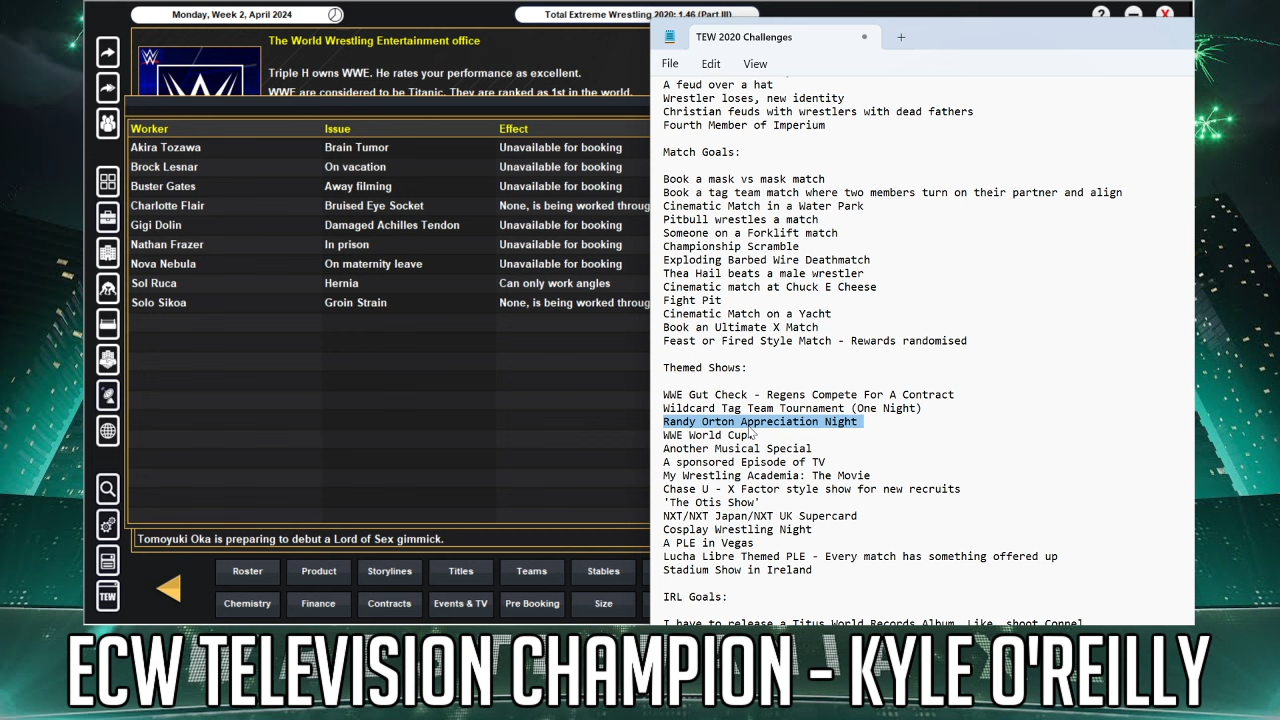 Monday, Week 2, April 2024
Total Extreme Wrestling 2020: 1.46 (Part III)
?
X
The World Wrestling Entertainment office
Triple H owns WWE. He rates your performance as excellent.
WWE are considered to be Titanic. They are ranked as 1st in the world.
Worker Issue Effect
Akira Tozawa Brain Tumor Unavailable for booking
Brock Lesnar On vacation Unavailable for booking
Buster Gates Away filming Unavailable for booking
Charlotte Flair Bruised Eye Socket None, is being worked throug
Gigi Dolin Damaged Achilles Tendon Unavailable for booking
Nathan Frazer In prison Unavailable for booking
Nova Nebula On maternity leave Unavailable for booking
Sol Ruca Hernia Can only work angles
Solo Sikoa Groin Strain None, is being worked throug
Tomoyuki Oka is preparing to debut a Lord of Sex gimmick.
Roster Product Storylines Titles Teams Stables
Chemistry Finance Contracts Events & TV Pre Booking Size
TEW
TEW 2020 Challenges
File Edit View
A feud over a hat
Wrestler loses, new identity
Christian feuds with wrestlers with dead fathers
Fourth Member of Imperium
Match Goals:
Book a mask vs mask match
Book a tag team match where two members turn on their partner and align
Cinematic Match in a Water Park
Pitbull wrestles a match
Someone on a Forklift match
Championship Scramble
Exploding Barbed Wire Deathmatch
Thea Hail beats a male wrestler
Cinematic match at Chuck E Cheese
Fight Pit
Cinematic Match on a Yacht
Book an Ultimate X Match
Feast or Fired Style Match - Rewards randomised
Themed Shows:
WWE Gut Check - Regens Compete For A Contract
Wildcard Tag Team Tournament (One Night)
Randy Orton Appreciation Night
WWE World Cup
Another Musical Special
A sponsored Episode of TV
My Wrestling Academia: The Movie
Chase U - X Factor style show for new recruits
'The Otis Show'
NXT/NXT Japan/NXT UK Supercard
Cosplay Wrestling Night
A PLE in Vegas
Lucha Libre Themed PLE - Every match has something offered up
Stadium Show in Ireland
IRL Goals:
I have to release a Titus World Records Album. Like, shoot Connel
ECW TELEVISION CHAMPION - KYLE O'REILLY